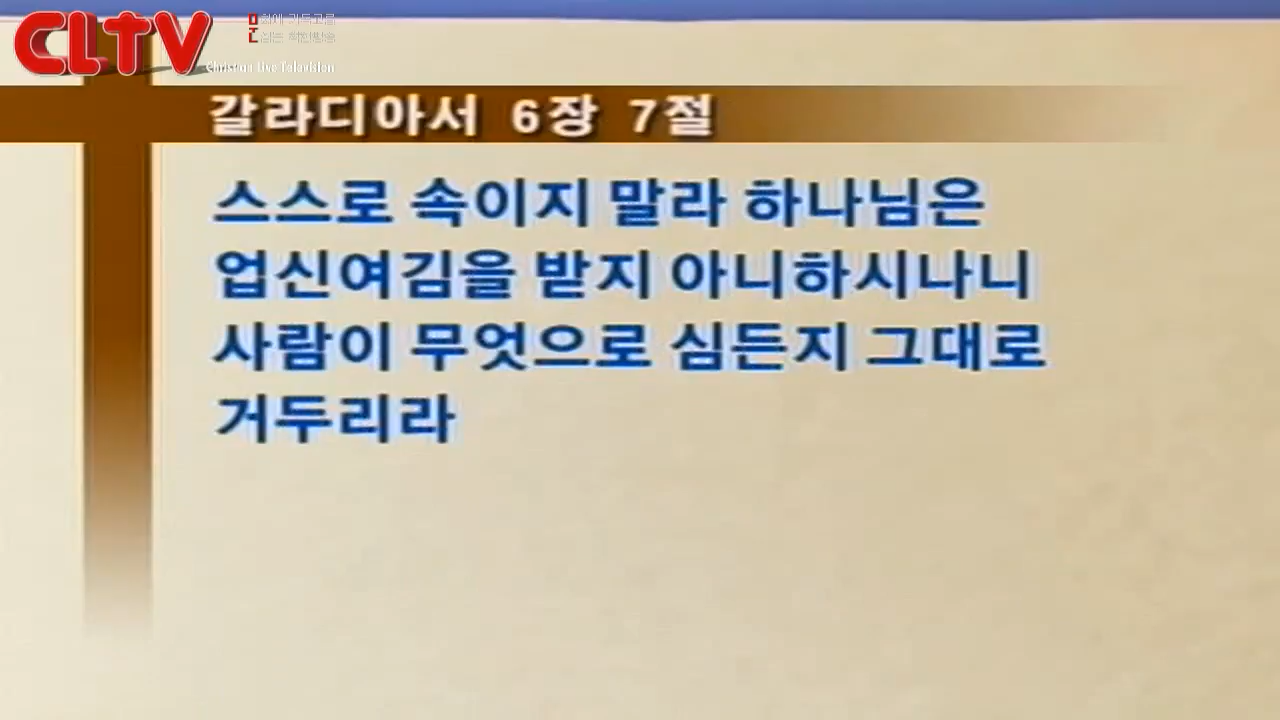 CLTV
Christian Live Television
갈라디아서 6장 7절
스스로 속이지 말라 하나님은
업신여김을 받지 아니하시나니
사람이 무엇으로 심든지 그대로
거두리라